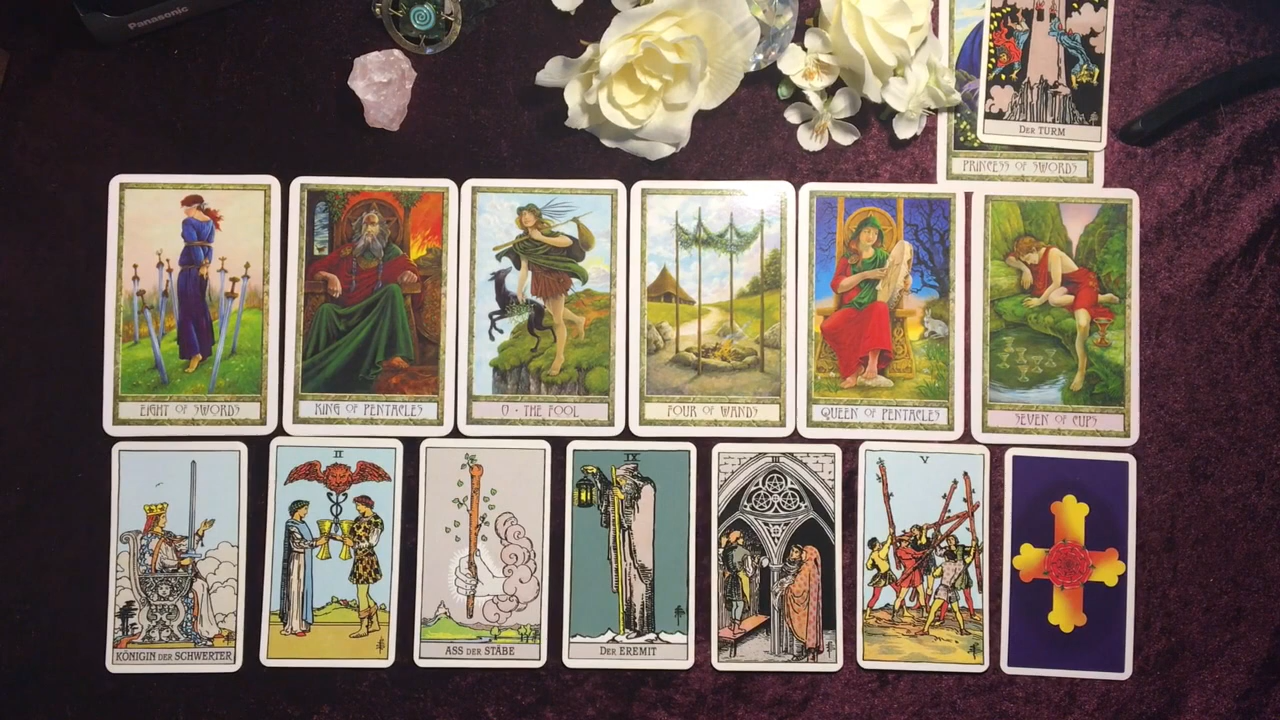 Panasonic
DER TURM
PRINCESS OF SWORDS
EIGHT OF SWORDS
KING OF PENTACLES
0 · THE FOOL
FOUR OF WANDS
QUEEN OF PENTACLES
SEVEN OF CUPS
KÖNIGIN DER SCHWERTER
II
ASS DER STÄBE
IX
DER EREMIT
III
V